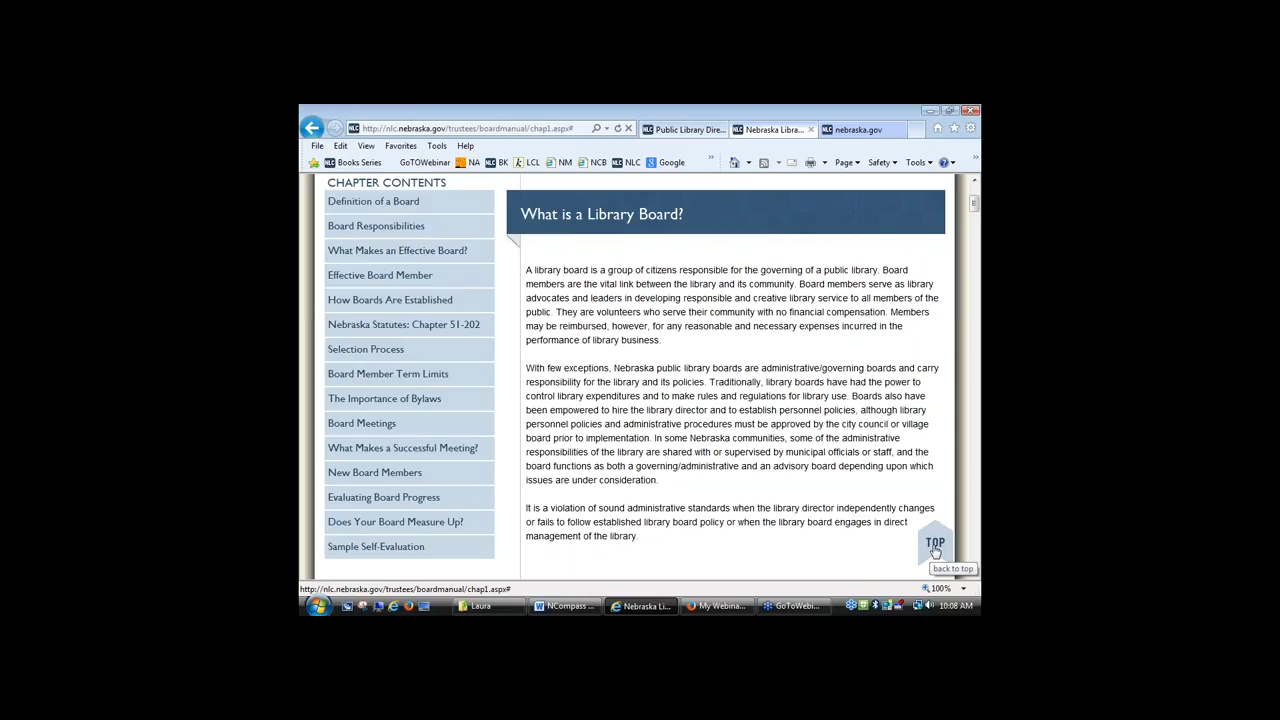 http://nlc.nebraska.gov/trustees/boardmanual/chap1.aspx#
Public Library Dire...
Nebraska Libra...
nebraska.gov
File Edit View Favorites Tools Help
Books Series GoTOWebinar NA BK LCL NM NCB NLC Google Page Safety Tools
CHAPTER CONTENTS
Definition of a Board
Board Responsibilities
What Makes an Effective Board?
Effective Board Member
How Boards Are Established
Nebraska Statutes: Chapter 51-202
Selection Process
Board Member Term Limits
The Importance of Bylaws
Board Meetings
What Makes a Successful Meeting?
New Board Members
Evaluating Board Progress
Does Your Board Measure Up?
Sample Self-Evaluation
What is a Library Board?
A library board is a group of citizens responsible for the governing of a public library. Board
members are the vital link between the library and its community. Board members serve as library
advocates and leaders in developing responsible and creative library service to all members of the
public. They are volunteers who serve their community with no financial compensation. Members
may be reimbursed, however, for any reasonable and necessary expenses incurred in the
performance of library business.
With few exceptions, Nebraska public library boards are administrative/governing boards and carry
responsibility for the library and its policies. Traditionally, library boards have had the power to
control library expenditures and to make rules and regulations for library use. Boards also have
been empowered to hire the library director and to establish personnel policies, although library
personnel policies and administrative procedures must be approved by the city council or village
board prior to implementation. In some Nebraska communities, some of the administrative
responsibilities of the library are shared with or supervised by municipal officials or staff, and the
board functions as both a governing/administrative and an advisory board depending upon which
issues are under consideration.
It is a violation of sound administrative standards when the library director independently changes
or fails to follow established library board policy or when the library board engages in direct
management of the library.
TOP
back to top
http://nlc.nebraska.gov/trustees/boardmanual/chap1.aspx#
100%
Laura
NCompass ...
Nebraska Li...
My Webina...
GoToWebi...
10:08 AM